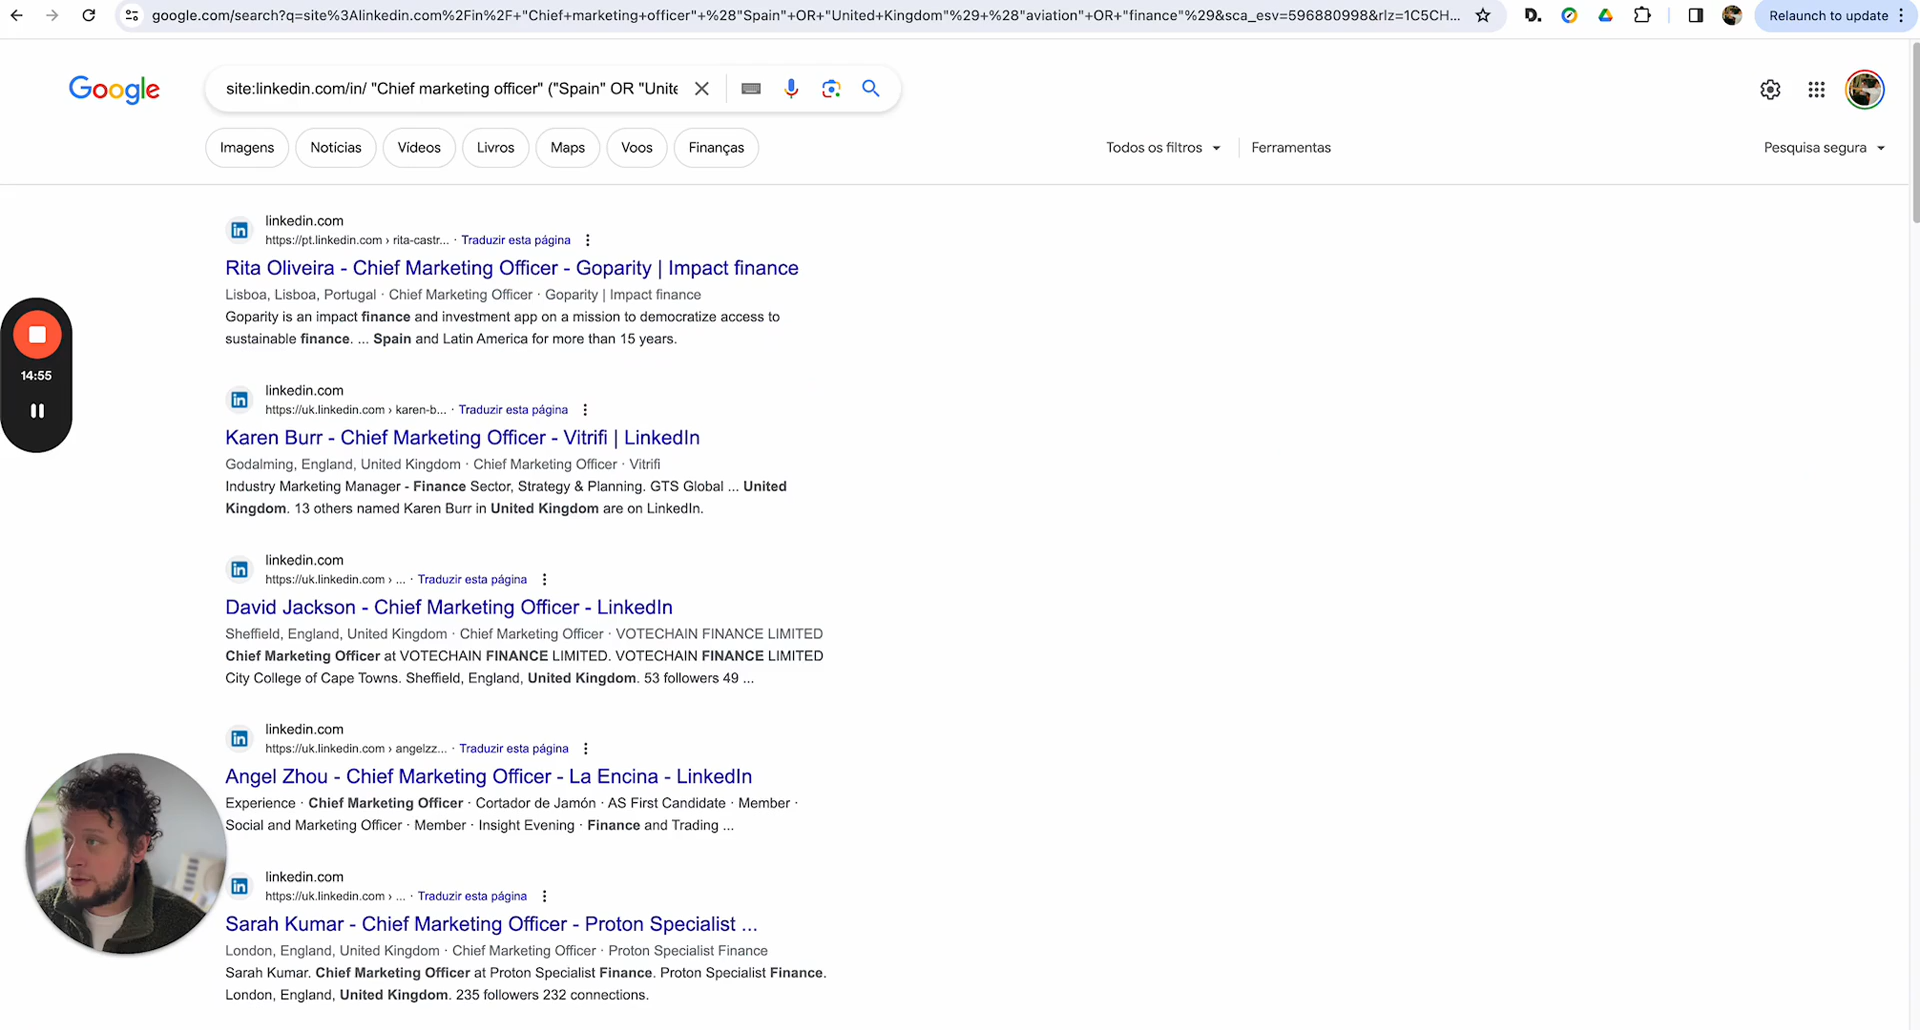 google.com/search?q=site%3Alinkedin.com%2Fin%2F+"Chief+marketing+officer"+%28"Spain"+OR+"United+Kingdom"%29+%28"aviation"+OR+"finance"%29&sca_esv=596880998&rlz=1C5CH...
D.
Relaunch to update
Google
site:linkedin.com/in/ "Chief marketing officer" ("Spain" OR "Unite
Imagens
Notícias
Vídeos
Livros
Maps
Voos
Finanças
Todos os filtros
Ferramentas
Pesquisa segura
linkedin.com
https://pt.linkedin.com › rita-castr... · Traduzir esta página
Rita Oliveira - Chief Marketing Officer - Goparity | Impact finance
Lisboa, Lisboa, Portugal · Chief Marketing Officer · Goparity | Impact finance
Goparity is an impact finance and investment app on a mission to democratize access to
sustainable finance. ... Spain and Latin America for more than 15 years.
linkedin.com
https://uk.linkedin.com › karen-b... · Traduzir esta página
Karen Burr - Chief Marketing Officer - Vitrifi | LinkedIn
Godalming, England, United Kingdom · Chief Marketing Officer · Vitrifi
Industry Marketing Manager - Finance Sector, Strategy & Planning. GTS Global ... United
Kingdom. 13 others named Karen Burr in United Kingdom are on LinkedIn.
14:55
linkedin.com
https://uk.linkedin.com › ... · Traduzir esta página
David Jackson - Chief Marketing Officer - LinkedIn
Sheffield, England, United Kingdom · Chief Marketing Officer · VOTECHAIN FINANCE LIMITED
Chief Marketing Officer at VOTECHAIN FINANCE LIMITED. VOTECHAIN FINANCE LIMITED
City College of Cape Towns. Sheffield, England, United Kingdom. 53 followers 49 ...
linkedin.com
https://uk.linkedin.com › angelzz... · Traduzir esta página
Angel Zhou - Chief Marketing Officer - La Encina - LinkedIn
Experience · Chief Marketing Officer · Cortador de Jamón · AS First Candidate · Member ·
Social and Marketing Officer · Member · Insight Evening · Finance and Trading ...
linkedin.com
https://uk.linkedin.com › ... · Traduzir esta página
Sarah Kumar - Chief Marketing Officer - Proton Specialist ...
London, England, United Kingdom · Chief Marketing Officer · Proton Specialist Finance
Sarah Kumar. Chief Marketing Officer at Proton Specialist Finance. Proton Specialist Finance.
London, England, United Kingdom. 235 followers 232 connections.